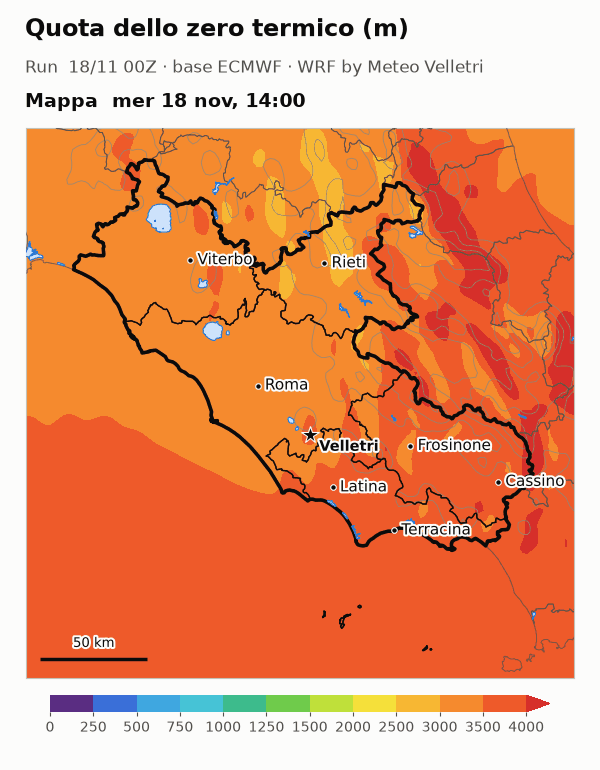 Quota dello zero termico (m)
Run  18/11 00Z · base ECMWF · WRF by Meteo Velletri
Mappa  mer 18 nov, 14:00
Viterbo
Rieti
Roma
Velletri
Frosinone
Latina
Cassino
Terracina
50 km
0 250 500 750 1000 1250 1500 2000 2500 3000 3500 4000